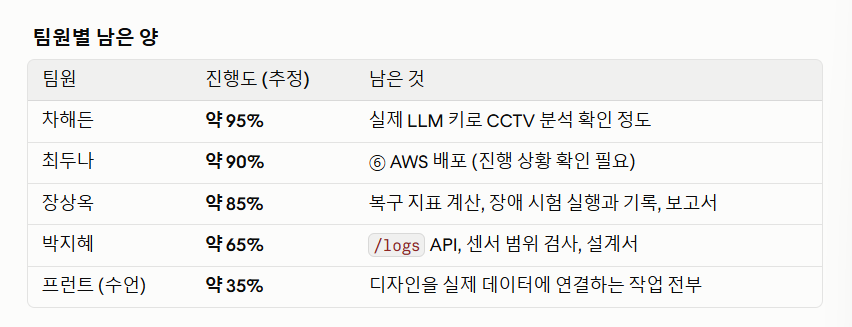 팀원별 남은 양
팀원 진행도 (추정) 남은 것
차해든 약 95% 실제 LLM 키로 CCTV 분석 확인 정도
최두나 약 90% ⑥ AWS 배포 (진행 상황 확인 필요)
장상옥 약 85% 복구 지표 계산, 장애 시험 실행과 기록, 보고서
박지혜 약 65% /logs API, 센서 범위 검사, 설계서
프런트 (수언) 약 35% 디자인을 실제 데이터에 연결하는 작업 전부